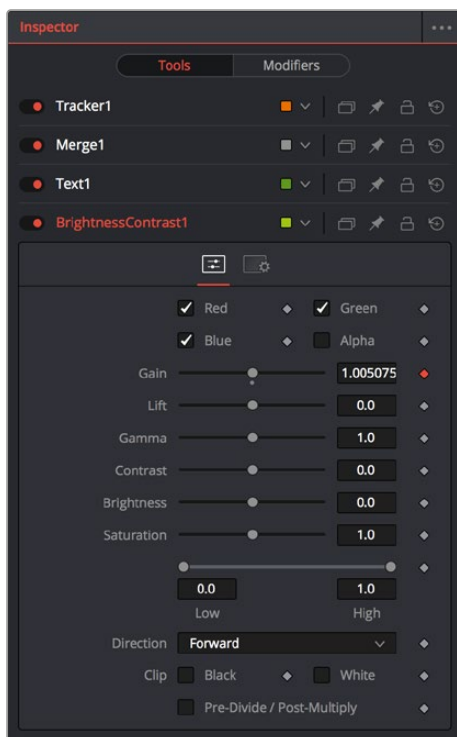 Inspector
Tools Modifiers
Tracker1
Merge1
Text1
BrightnessContrast1
Red Green
Blue Alpha
Gain 1.005075
Lift 0.0
Gamma 1.0
Contrast 0.0
Brightness 0.0
Saturation 1.0
0.0 1.0
Low High
Direction Forward
Clip Black White
Pre-Divide / Post-Multiply